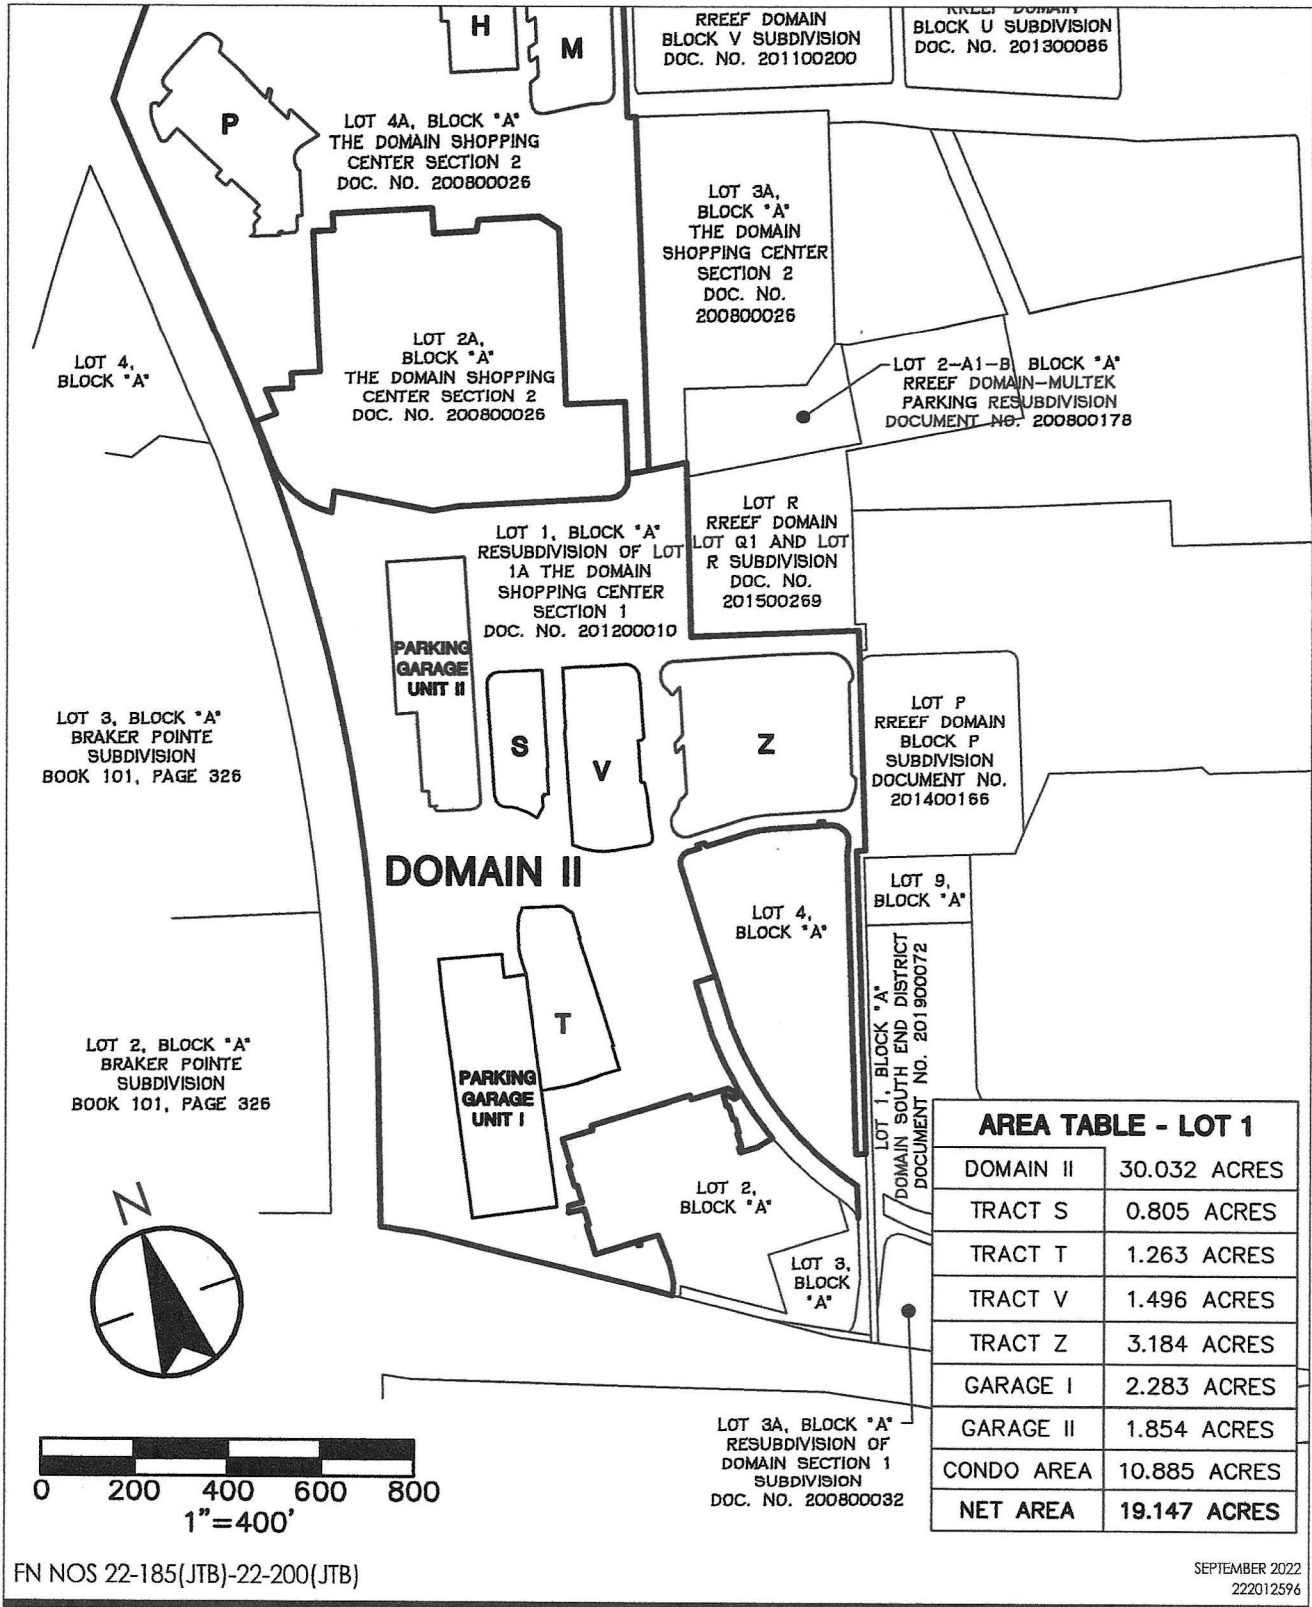 H
M
P
RREEF DOMAIN
BLOCK V SUBDIVISION
DOC. NO. 201100200
RREEF DOMAIN
BLOCK U SUBDIVISION
DOC. NO. 201300086
LOT 4A, BLOCK "A"
THE DOMAIN SHOPPING
CENTER SECTION 2
DOC. NO. 200800026
LOT 3A,
BLOCK "A"
THE DOMAIN
SHOPPING CENTER
SECTION 2
DOC. NO.
200800026
LOT 4,
BLOCK "A"
LOT 2A,
BLOCK "A"
THE DOMAIN SHOPPING
CENTER SECTION 2
DOC. NO. 200800026
LOT 2-A1-B, BLOCK "A"
RREEF DOMAIN-MULTEK
PARKING RESUBDIVISION
DOCUMENT NO. 200800178
LOT 1, BLOCK "A"
RESUBDIVISION OF LOT
1A THE DOMAIN
SHOPPING CENTER
SECTION 1
DOC. NO. 201200010
LOT R
RREEF DOMAIN
LOT Q1 AND LOT
R SUBDIVISION
DOC. NO.
201500269
PARKING
GARAGE
UNIT II
S
V
Z
LOT P
RREEF DOMAIN
BLOCK P
SUBDIVISION
DOCUMENT NO.
201400166
LOT 3, BLOCK "A"
BRAKER POINTE
SUBDIVISION
BOOK 101, PAGE 326
DOMAIN II
LOT 4,
BLOCK "A"
LOT 9,
BLOCK "A"
LOT 1, BLOCK "A"
DOMAIN SOUTH END DISTRICT
DOCUMENT NO. 201900072
T
PARKING
GARAGE
UNIT I
LOT 2, BLOCK "A"
BRAKER POINTE
SUBDIVISION
BOOK 101, PAGE 326
LOT 2,
BLOCK "A"
LOT 3,
BLOCK
"A"
AREA TABLE - LOT 1
DOMAIN II 30.032 ACRES
TRACT S 0.805 ACRES
TRACT T 1.263 ACRES
TRACT V 1.496 ACRES
TRACT Z 3.184 ACRES
GARAGE I 2.283 ACRES
GARAGE II 1.854 ACRES
CONDO AREA 10.885 ACRES
NET AREA 19.147 ACRES
N
LOT 3A, BLOCK "A"
RESUBDIVISION OF
DOMAIN SECTION 1
SUBDIVISION
DOC. NO. 200800032
0 200 400 600 800
1"=400'
FN NOS 22-185(JTB)-22-200(JTB)
SEPTEMBER 2022
222012596